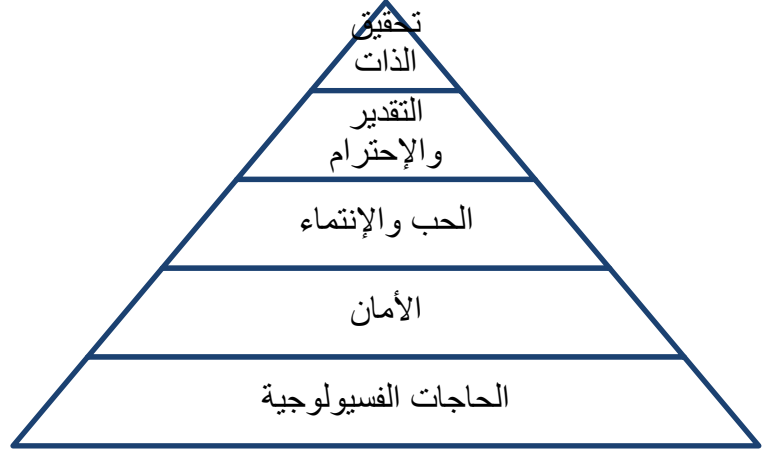 تحقيق
الذات
التقدير
والإحترام
الحب والإنتماء
الأمان
الحاجات الفسيولوجية